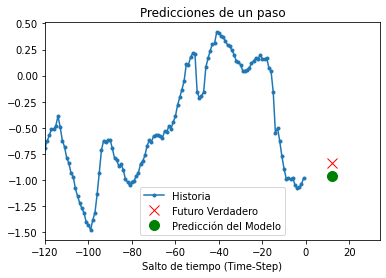 Predicciones de un paso
0.50
0.25
0.00
−0.25
−0.50
−0.75
−1.00
−1.25
−1.50
Historia
Futuro Verdadero
Predicción del Modelo
−120 −100 −80 −60 −40 −20 0 20
Salto de tiempo (Time-Step)